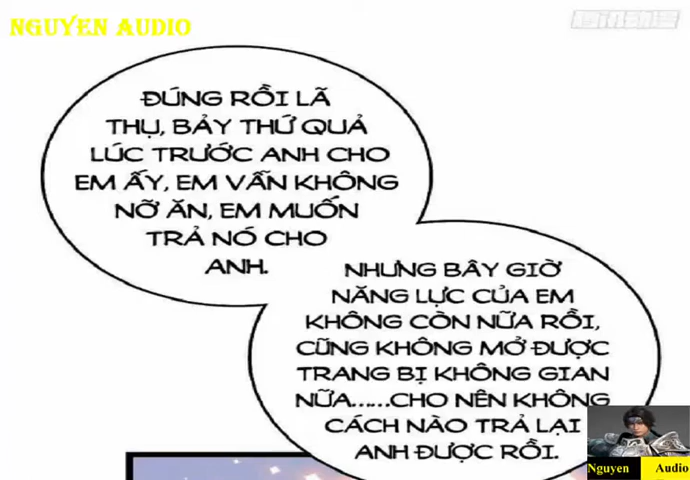 NGUYEN AUDIO
ĐÚNG RỒI LÃ
THỤ, BẢY THỨ QUẢ
LÚC TRƯỚC ANH CHO
EM ẤY, EM VẪN KHÔNG
NỠ ĂN, EM MUỐN
TRẢ NÓ CHO
ANH.
NHƯNG BÂY GIỜ
NĂNG LỰC CỦA EM
KHÔNG CÒN NỮA RỒI,
CŨNG KHÔNG MỞ ĐƯỢC
TRANG BỊ KHÔNG GIAN
NỮA......CHO NÊN KHÔNG
CÁCH NÀO TRẢ LẠI
ANH ĐƯỢC RỒI.
Nguyen Audio